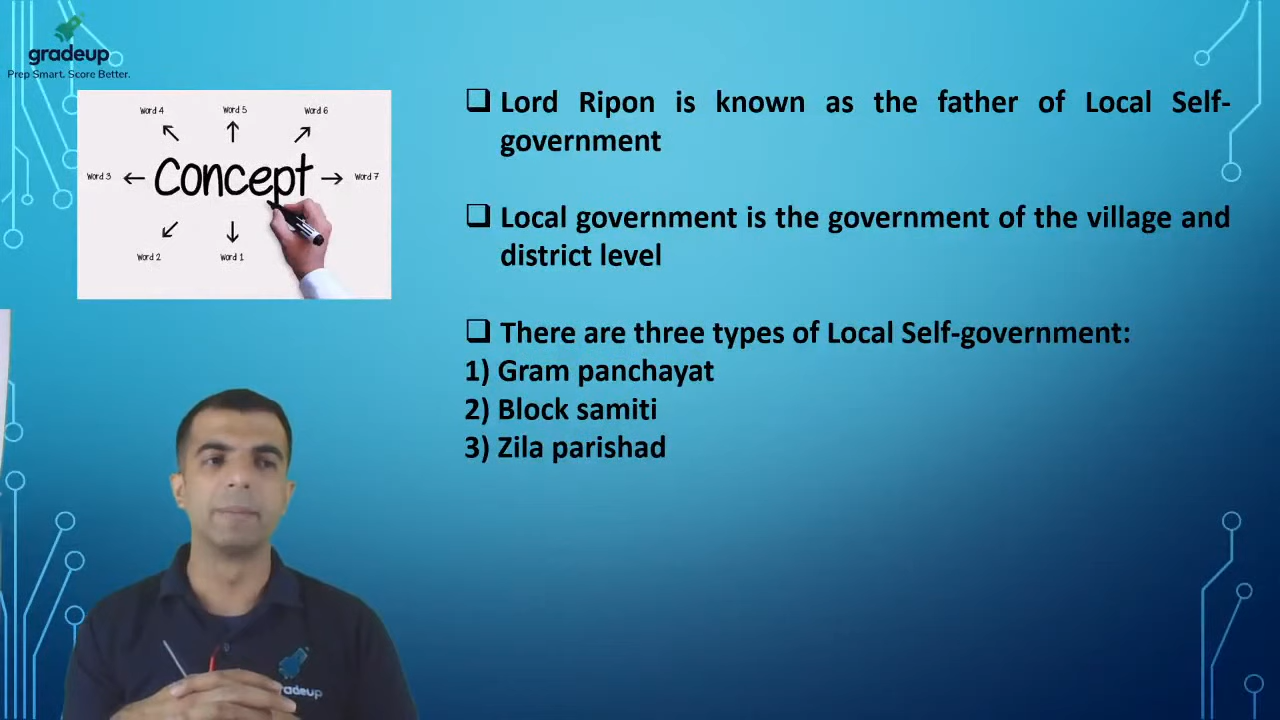 gradeup
Prep Smart. Score Better.
Word 4
Word 5
Word 6
Word 3
Concept
Word 7
Word 2
Word 1
❑ Lord Ripon is known as the father of Local Self-
government
❑ Local government is the government of the village and
district level
❑ There are three types of Local Self-government:
1) Gram panchayat
2) Block samiti
3) Zila parishad
gradeup